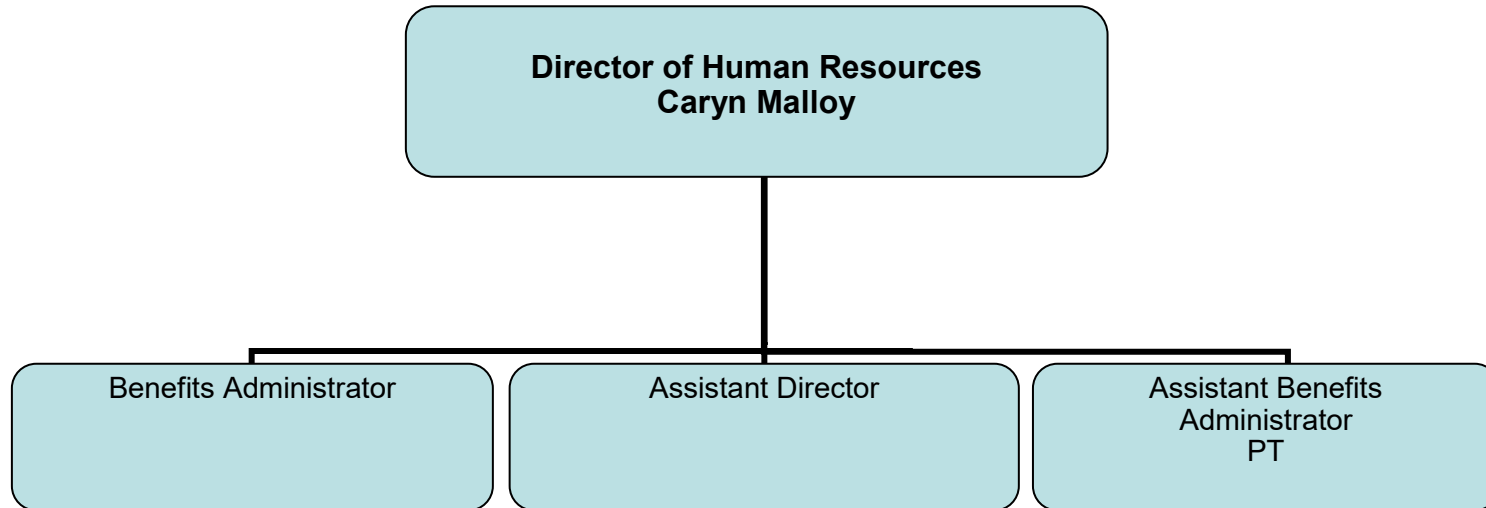 Director of Human Resources
Caryn Malloy
Benefits Administrator
Assistant Director
Assistant Benefits
Administrator
PT